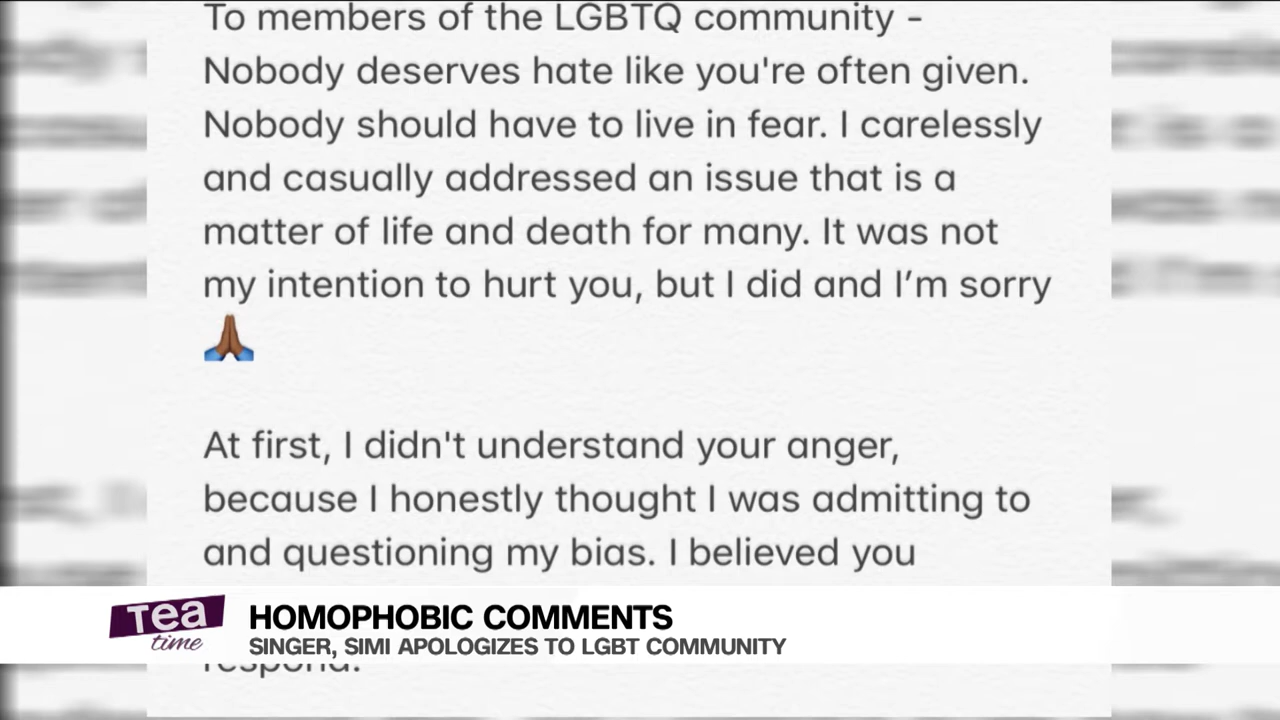 To members of the LGBTQ community -
Nobody deserves hate like you're often given.
Nobody should have to live in fear. I carelessly
and casually addressed an issue that is a
matter of life and death for many. It was not
my intention to hurt you, but I did and I’m sorry
🙏🏾
At first, I didn't understand your anger,
because I honestly thought I was admitting to
and questioning my bias. I believed you
Tea time
HOMOPHOBIC COMMENTS
SINGER, SIMI APOLOGIZES TO LGBT COMMUNITY
respond.